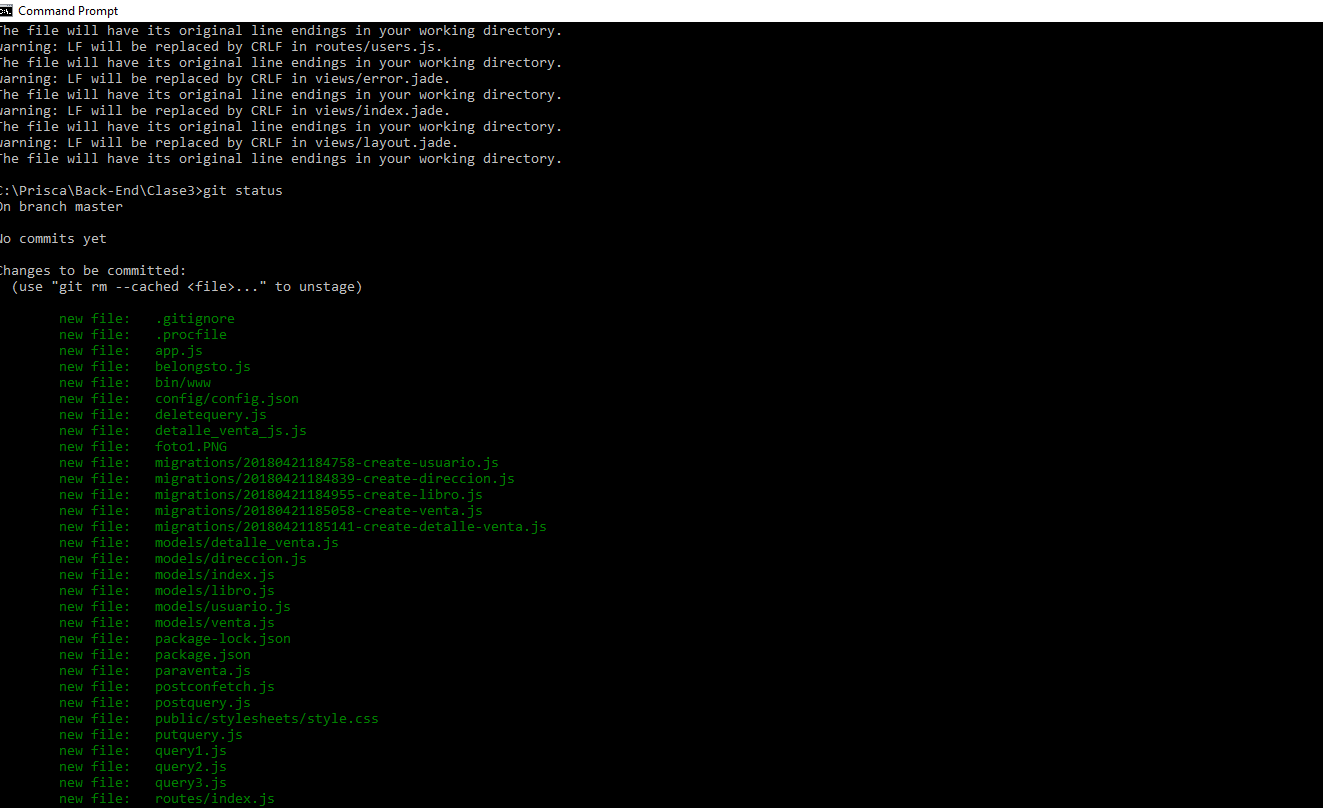 Command Prompt
The file will have its original line endings in your working directory.
warning: LF will be replaced by CRLF in routes/users.js.
The file will have its original line endings in your working directory.
warning: LF will be replaced by CRLF in views/error.jade.
The file will have its original line endings in your working directory.
warning: LF will be replaced by CRLF in views/index.jade.
The file will have its original line endings in your working directory.
warning: LF will be replaced by CRLF in views/layout.jade.
The file will have its original line endings in your working directory.
C:\Prisca\Back-End\Clase3>git status
On branch master
No commits yet
Changes to be committed:
(use "git rm --cached <file>..." to unstage)
new file: .gitignore
new file: .procfile
new file: app.js
new file: belongsto.js
new file: bin/www
new file: config/config.json
new file: deletequery.js
new file: detalle_venta_js.js
new file: foto1.PNG
new file: migrations/20180421184758-create-usuario.js
new file: migrations/20180421184839-create-direccion.js
new file: migrations/20180421184955-create-libro.js
new file: migrations/20180421185058-create-venta.js
new file: migrations/20180421185141-create-detalle-venta.js
new file: models/detalle_venta.js
new file: models/direccion.js
new file: models/index.js
new file: models/libro.js
new file: models/usuario.js
new file: models/venta.js
new file: package-lock.json
new file: package.json
new file: paraventa.js
new file: postconfetch.js
new file: postquery.js
new file: public/stylesheets/style.css
new file: putquery.js
new file: query1.js
new file: query2.js
new file: query3.js
new file: routes/index.js